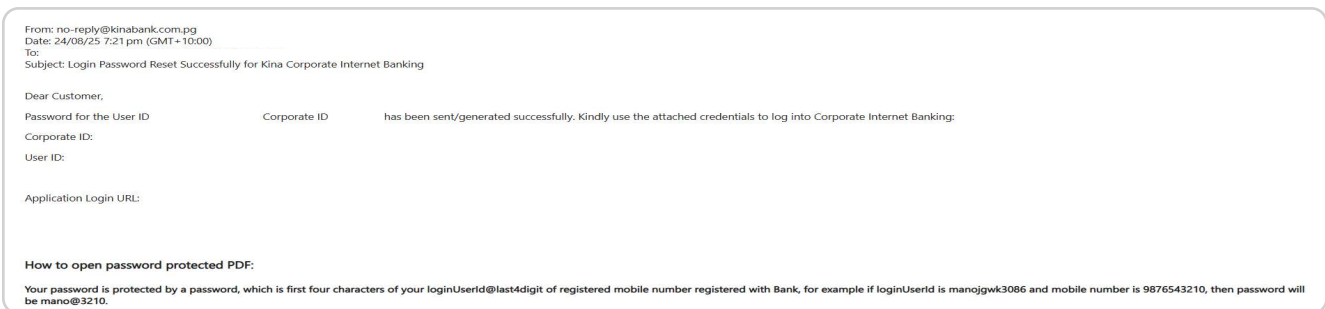 From: no-reply@kinabank.com.pg
Date: 24/08/25 7:21 pm (GMT+10:00)
To:
Subject: Login Password Reset Successfully for Kina Corporate Internet Banking
Dear Customer,
Password for the User ID Corporate ID has been sent/generated successfully. Kindly use the attached credentials to log into Corporate Internet Banking:
Corporate ID:
User ID:
Application Login URL:
How to open password protected PDF:
Your password is protected by a password, which is first four characters of your loginUserId@last4digit of registered mobile number registered with Bank, for example if loginUserId is manojgwk3086 and mobile number is 9876543210, then password will
be mano@3210.